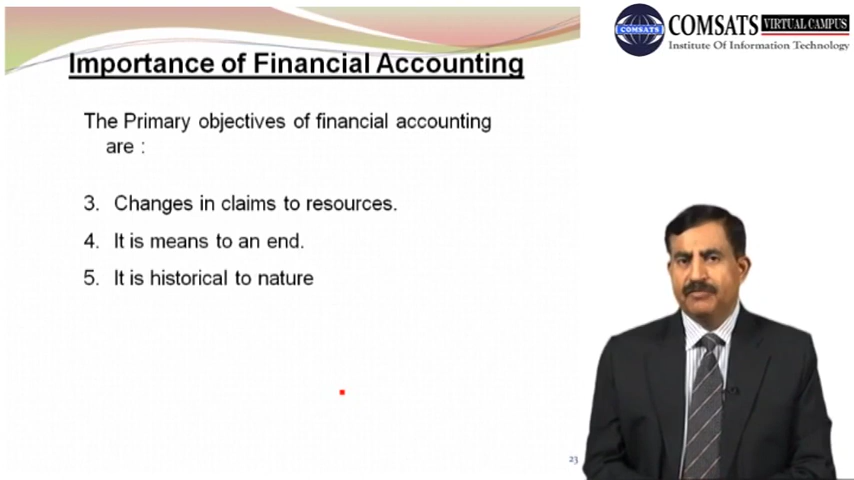 COMSATS VIRTUAL CAMPUS
Institute Of Information Technology
COMSATS
Importance of Financial Accounting
The Primary objectives of financial accounting
are :
3. Changes in claims to resources.
4. It is means to an end.
5. It is historical to nature
23